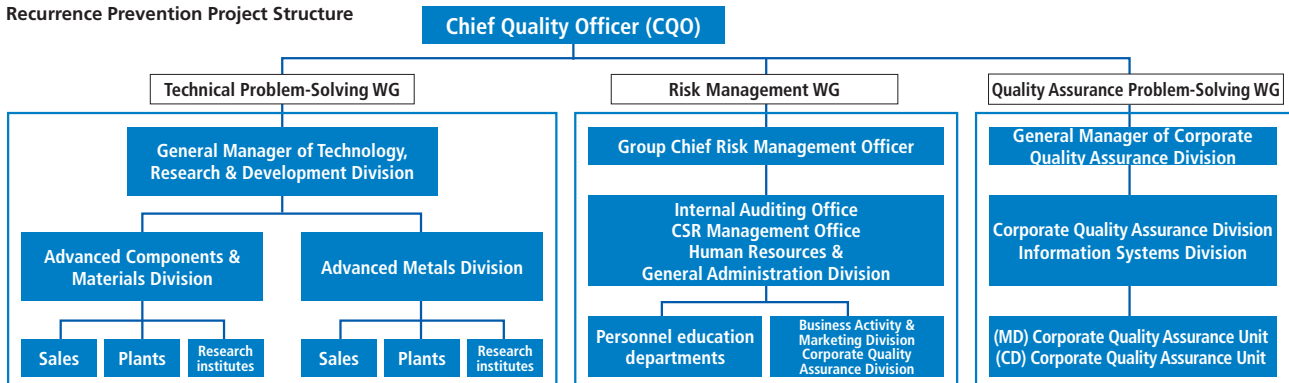 Recurrence Prevention Project Structure
Chief Quality Officer (CQO)
Technical Problem-Solving WG
Risk Management WG
Quality Assurance Problem-Solving WG
General Manager of Technology,
Research & Development Division
Group Chief Risk Management Officer
General Manager of Corporate
Quality Assurance Division
Advanced Components &
Materials Division
Advanced Metals Division
Internal Auditing Office
CSR Management Office
Human Resources &
General Administration Division
Corporate Quality Assurance Division
Information Systems Division
Sales
Plants
Research
institutes
Sales
Plants
Research
institutes
Personnel education
departments
Business Activity &
Marketing Division
Corporate Quality
Assurance Division
(MD) Corporate Quality Assurance Unit
(CD) Corporate Quality Assurance Unit